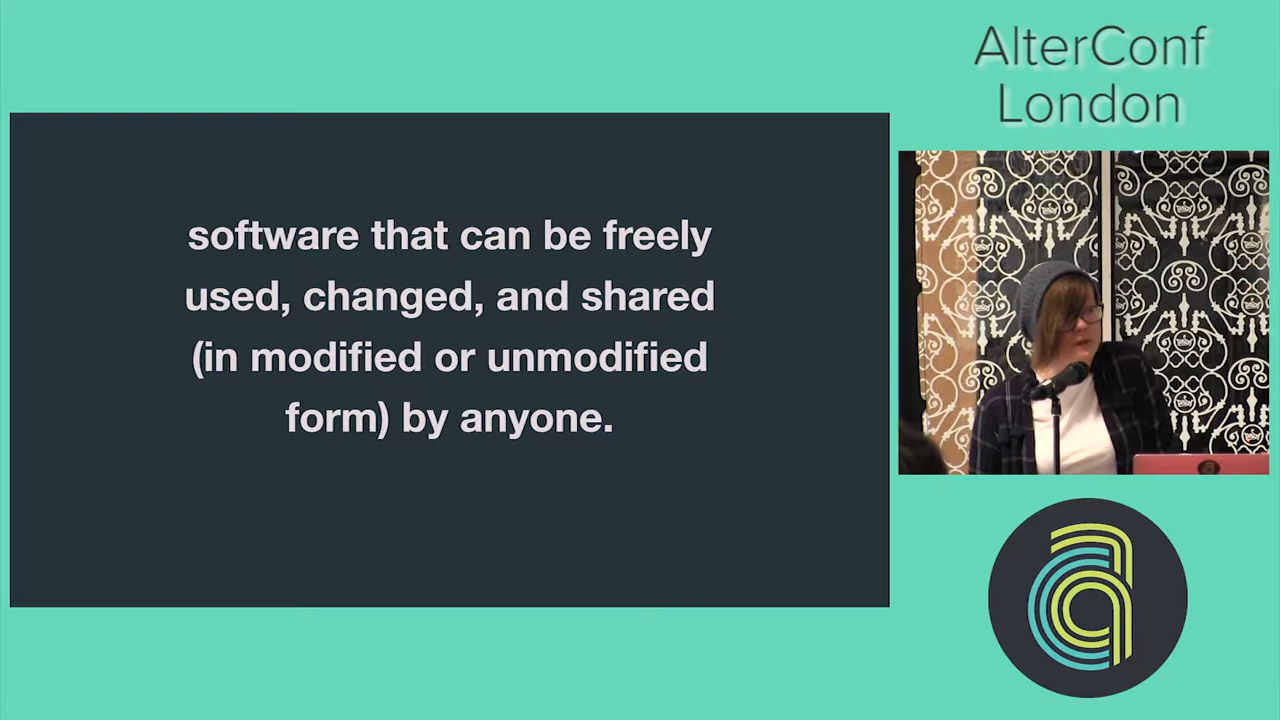 AlterConf
London
software that can be freely
used, changed, and shared
(in modified or unmodified
form) by anyone.